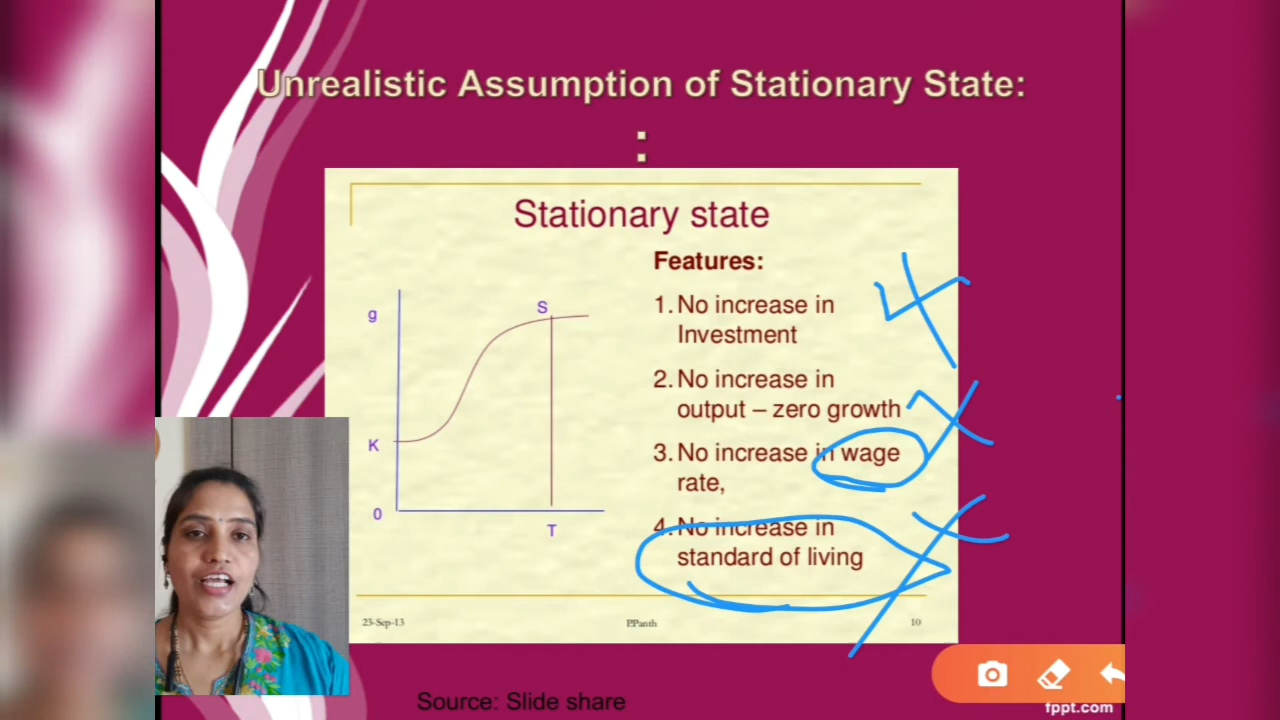 Unrealistic Assumption of Stationary State:
:
Stationary state
Features:
1. No increase in
Investment
2. No increase in
output – zero growth
3. No increase in wage
rate,
4. No increase in
standard of living
g
S
K
0
T
23-Sep-13
P.Panth
10
Source: Slide share
fppt.com